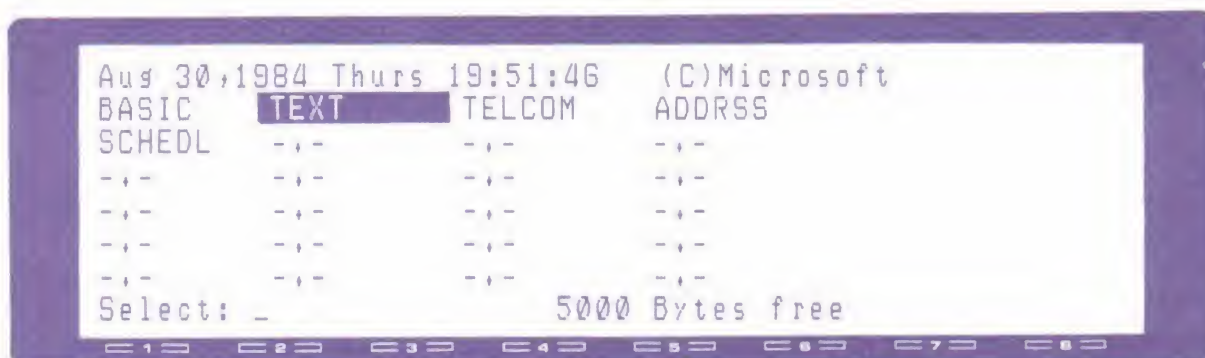 Aug 30,1984 Thurs 19:51:46 (C)Microsoft
BASIC TEXT TELCOM ADDRSS
SCHEDL -.- -.- -.-
-.- -.- -.- -.-
-.- -.- -.- -.-
-.- -.- -.- -.-
-.- -.- -.- -.-
Select: _ 5000 Bytes free
1 2 3 4 5 6 7 8